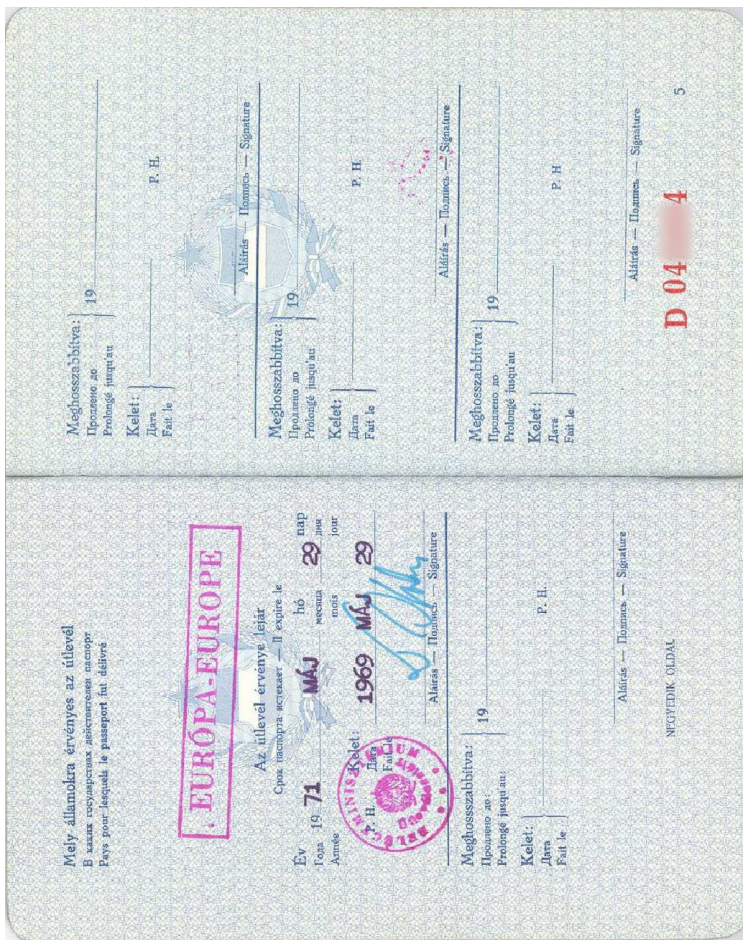 Mely államokra érvényes az útlevél
В каких государствах действителен паспорт
Pays pour lesquels le passeport fut délivré
. EURÓPA-EUROPE
Az útlevél érvénye lejár
Срок паспорта истекает — Il expire le
Év 19 71 MÁJ hó 29 nap
Года месяца дня
Année mois jour
Kelet: 1969 MÁJ 29
P. H. Дата
Fait le
BELÜGYMINISZTÉRIUM
Aláírás — Подпись — Signature
Meghossszabbítva:
Продлено до: 19
Prolongé jusqu'au:
Kelet:
Дата P. H.
Fait le
Aláírás — Подпись — Signature
NEGYEDIK OLDAL
Meghosszabbítva:
Продлено до 19
Prolongé jusqu'au
Kelet:
Дата P. H.
Fait le
Aláírás — Подпись — Signature
Meghosszabbítva:
Продлено до 19
Prolongé jusqu'au
Kelet:
Дата P. H.
Fait le
Aláírás — Подпись — Signature
Meghosszabbítva:
Продлено до 19
Prolongé jusqu'au
Kelet:
Дата P. H
Fait le
Aláírás — Подпись — Signature
D 04 4
5